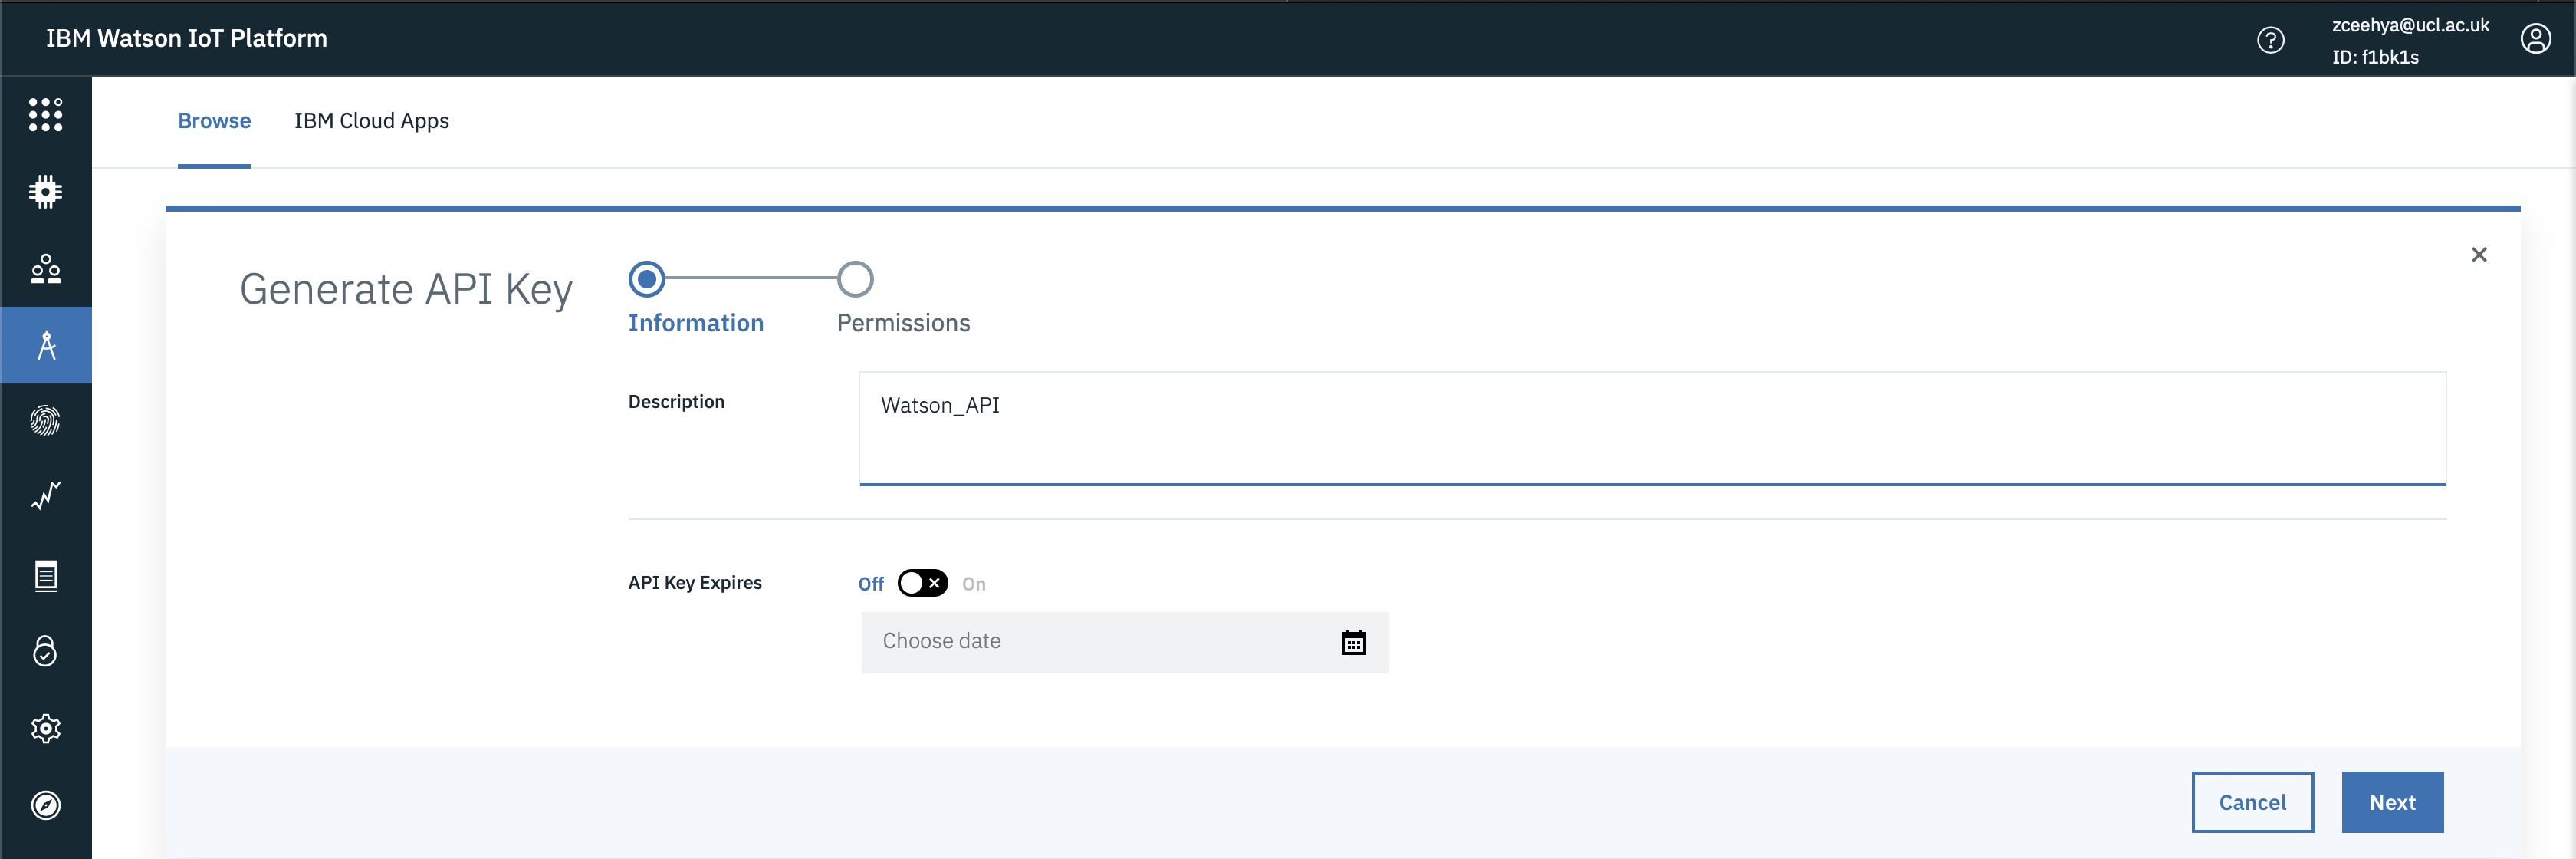 IBM Watson IoT Platform
zceehya@ucl.ac.uk
ID: f1bk1s
Browse
IBM Cloud Apps
Generate API Key
Information
Permissions
Description
Watson_API
API Key Expires
Off
On
Choose date
Cancel
Next